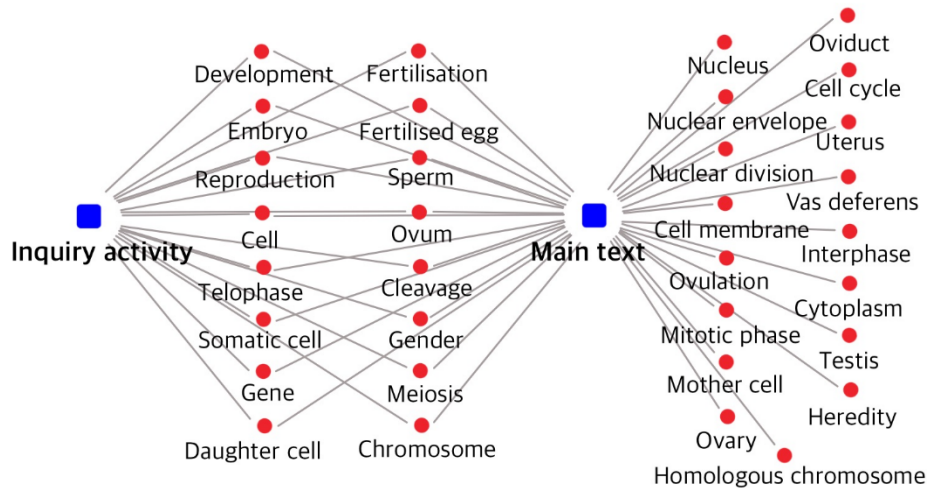 Development
Fertilisation
Nucleus
Oviduct
Embryo
Fertilised egg
Nuclear envelope
Cell cycle
Reproduction
Sperm
Nuclear division
Uterus
Inquiry activity
Cell
Ovum
Main text
Cell membrane
Vas deferens
Telophase
Cleavage
Ovulation
Interphase
Somatic cell
Gender
Mitotic phase
Cytoplasm
Gene
Meiosis
Mother cell
Testis
Daughter cell
Chromosome
Ovary
Heredity
Homologous chromosome